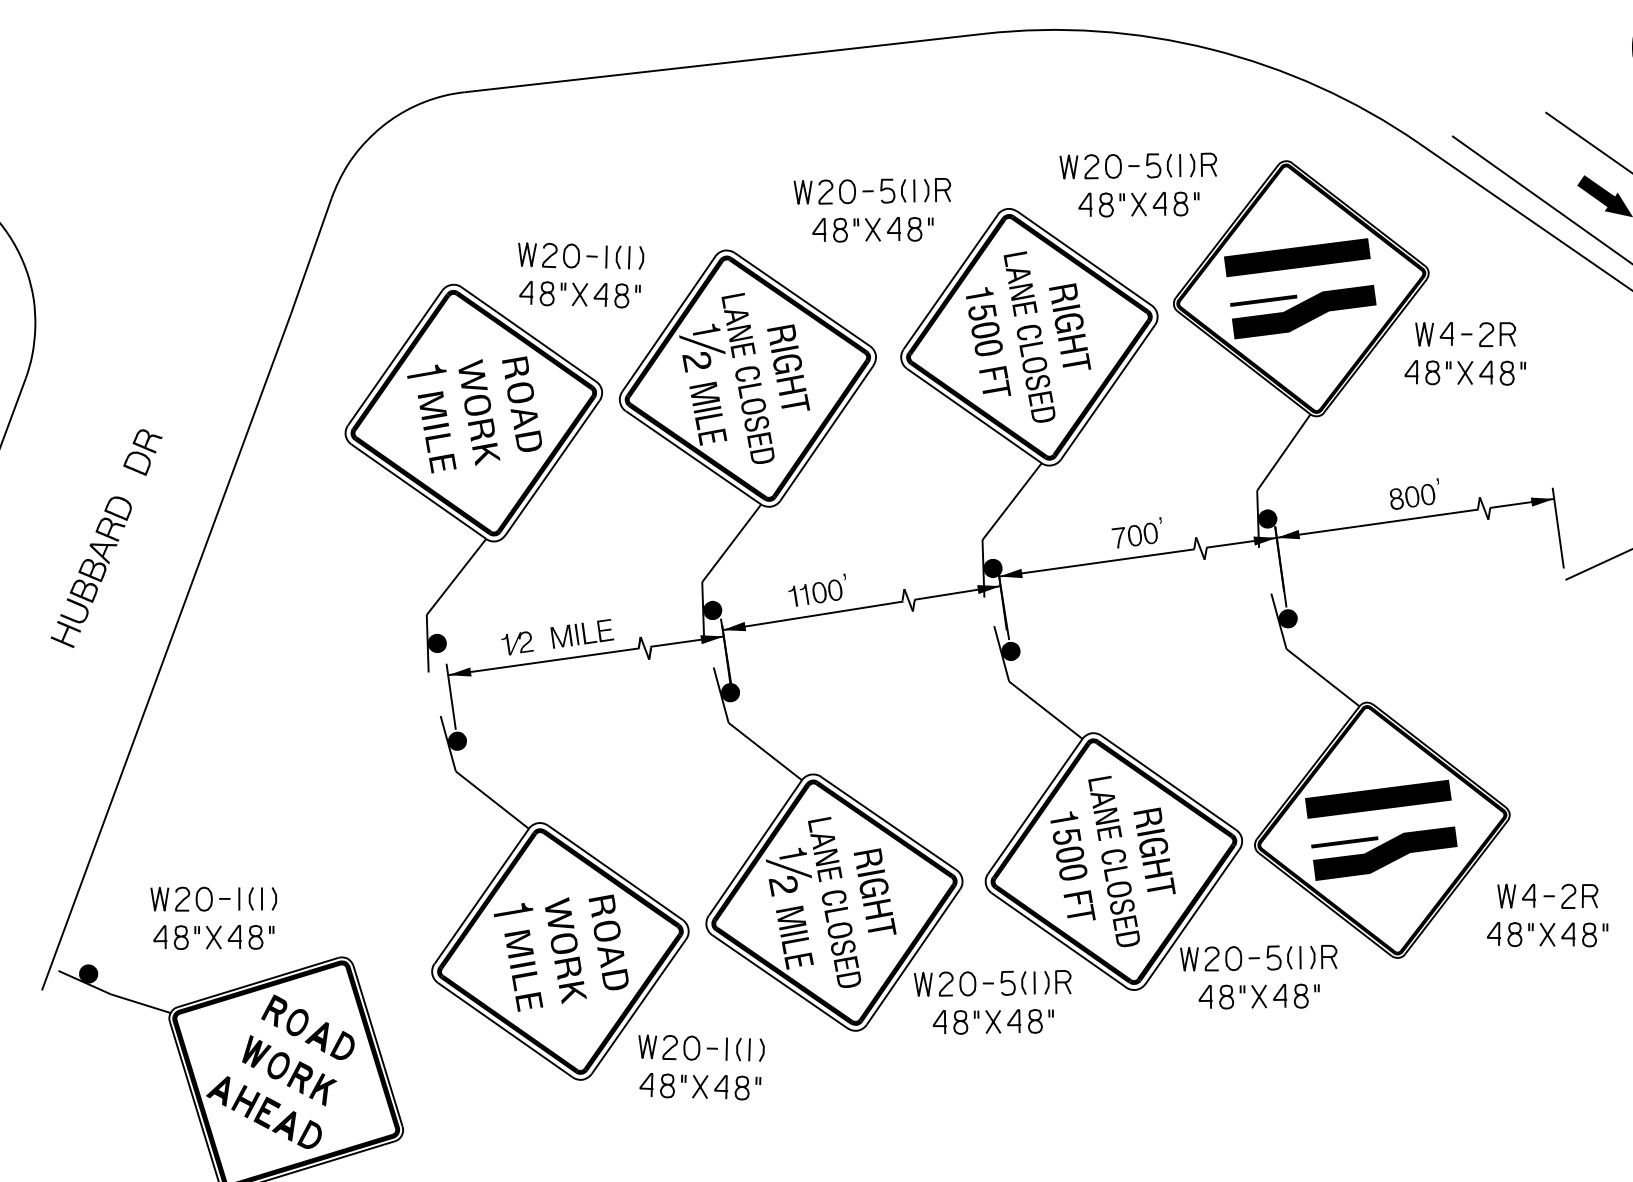 W20-5(1)R
48"X48"
W20-5(1)R
48"X48"
W20-1(1)
48"X48"
RIGHT
LANE CLOSED
1500 FT
RIGHT
LANE CLOSED
1/2 MILE
ROAD
WORK
1 MILE
W4-2R
48"X48"
HUBBARD DR
800'
700'
1100'
1/2 MILE
W20-1(1)
48"X48"
ROAD
WORK
AHEAD
ROAD
WORK
1 MILE
RIGHT
LANE CLOSED
1/2 MILE
RIGHT
LANE CLOSED
1500 FT
W4-2R
48"X48"
W20-5(1)R
48"X48"
W20-5(1)R
48"X48"
W20-1(1)
48"X48"